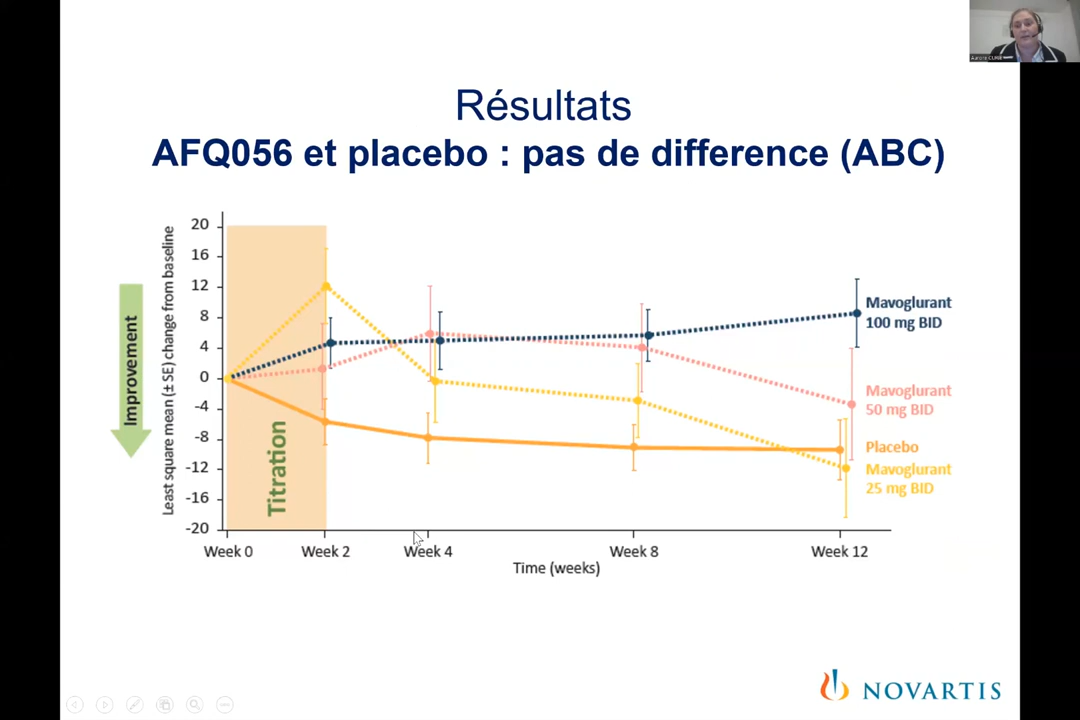 Résultats
AFQ056 et placebo : pas de difference (ABC)
Improvement
Least square mean (± SE) change from baseline
20
16
12
8
4
0
-4
-8
-12
-16
-20
Titration
Mavoglurant
100 mg BID
Mavoglurant
50 mg BID
Placebo
Mavoglurant
25 mg BID
Week 0
Week 2
Week 4
Week 8
Week 12
Time (weeks)
NOVARTIS